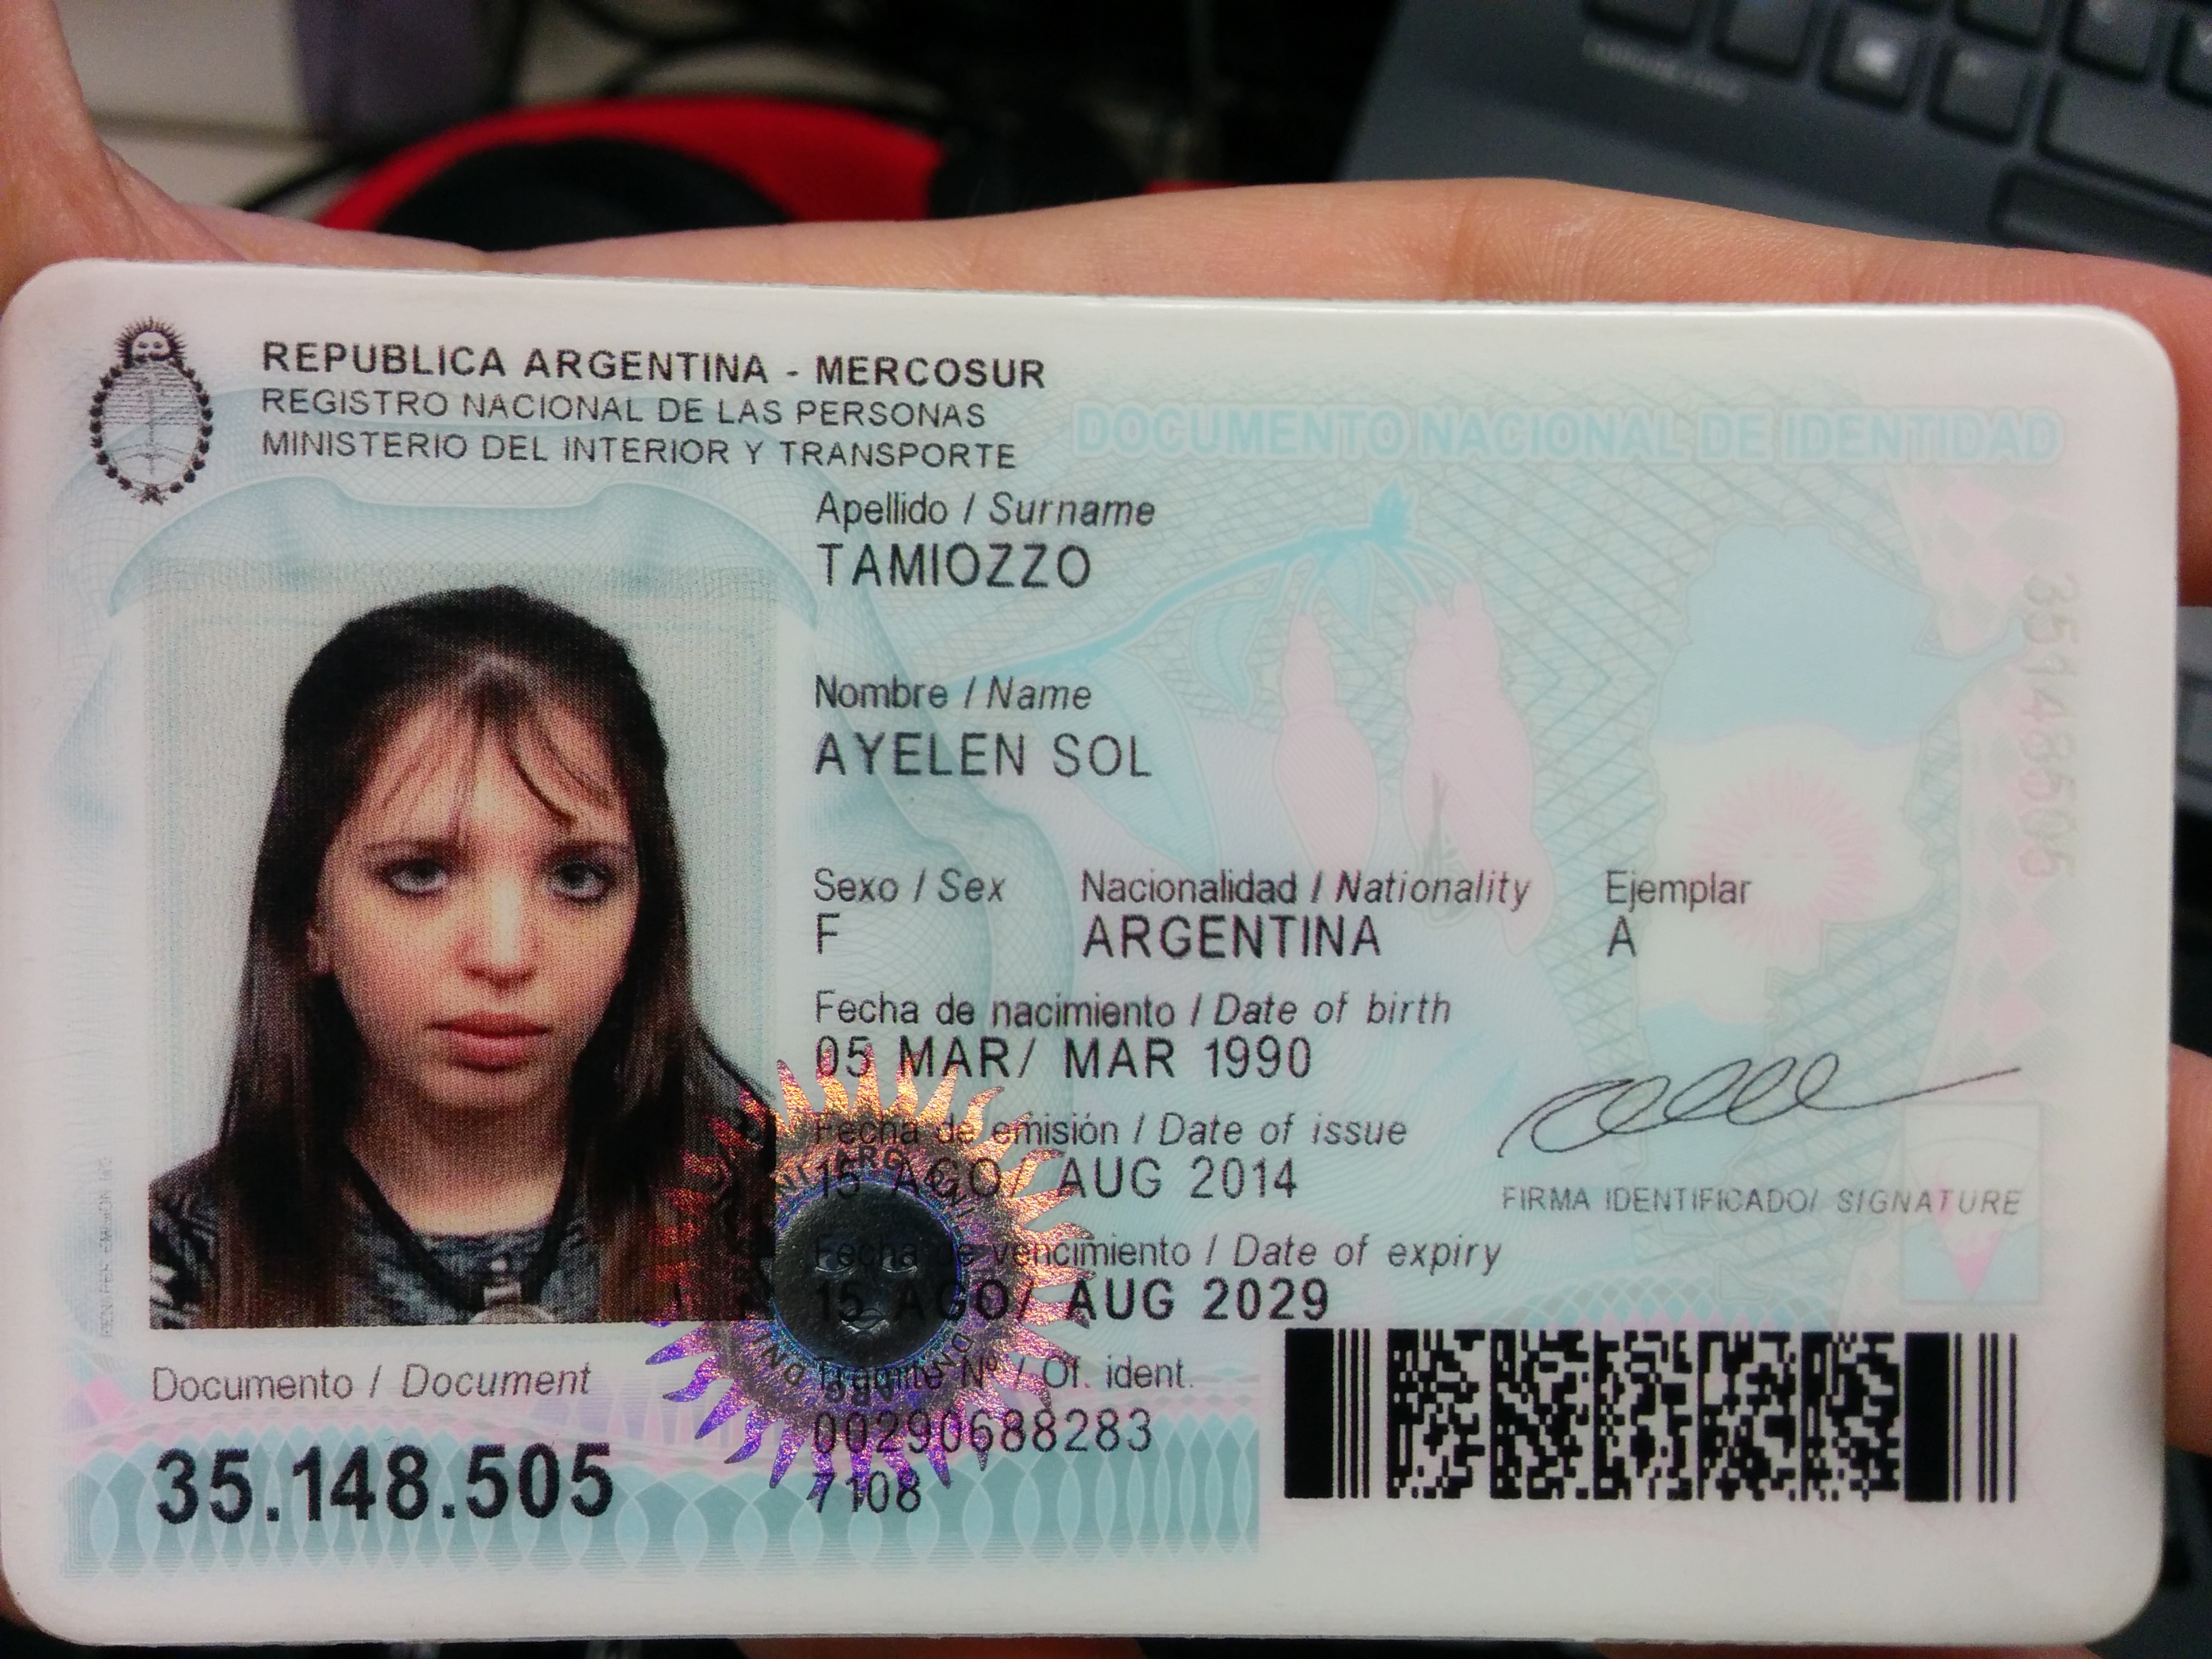 REPUBLICA ARGENTINA - MERCOSUR
REGISTRO NACIONAL DE LAS PERSONAS
MINISTERIO DEL INTERIOR Y TRANSPORTE
DOCUMENTO NACIONAL DE IDENTIDAD
Apellido / Surname
TAMIOZZO
Nombre / Name
AYELEN SOL
Sexo / Sex Nacionalidad / Nationality Ejemplar
F ARGENTINA A
Fecha de nacimiento / Date of birth
05 MAR/ MAR 1990
Fecha de emisión / Date of issue
15 AGO/ AUG 2014
FIRMA IDENTIFICADO/ SIGNATURE
Fecha de vencimiento / Date of expiry
15 AGO/ AUG 2029
Trámite Nº / Of. ident.
00290688283
7108
Documento / Document
35.148.505
35148505